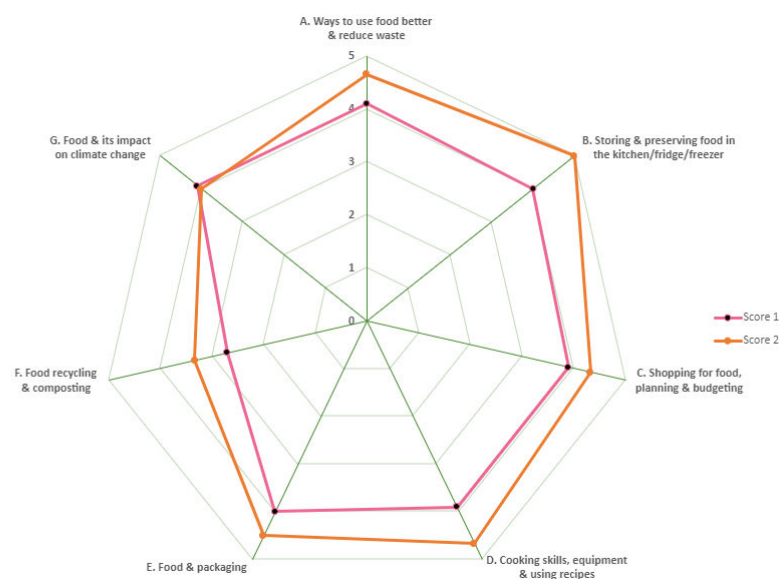 A. Ways to use food better
& reduce waste
5
4
3
2
1
0
B. Storing & preserving food in
the kitchen/fridge/freezer
C. Shopping for food,
planning & budgeting
D. Cooking skills, equipment
& using recipes
E. Food & packaging
F. Food recycling
& composting
G. Food & its impact
on climate change
Score 1
Score 2